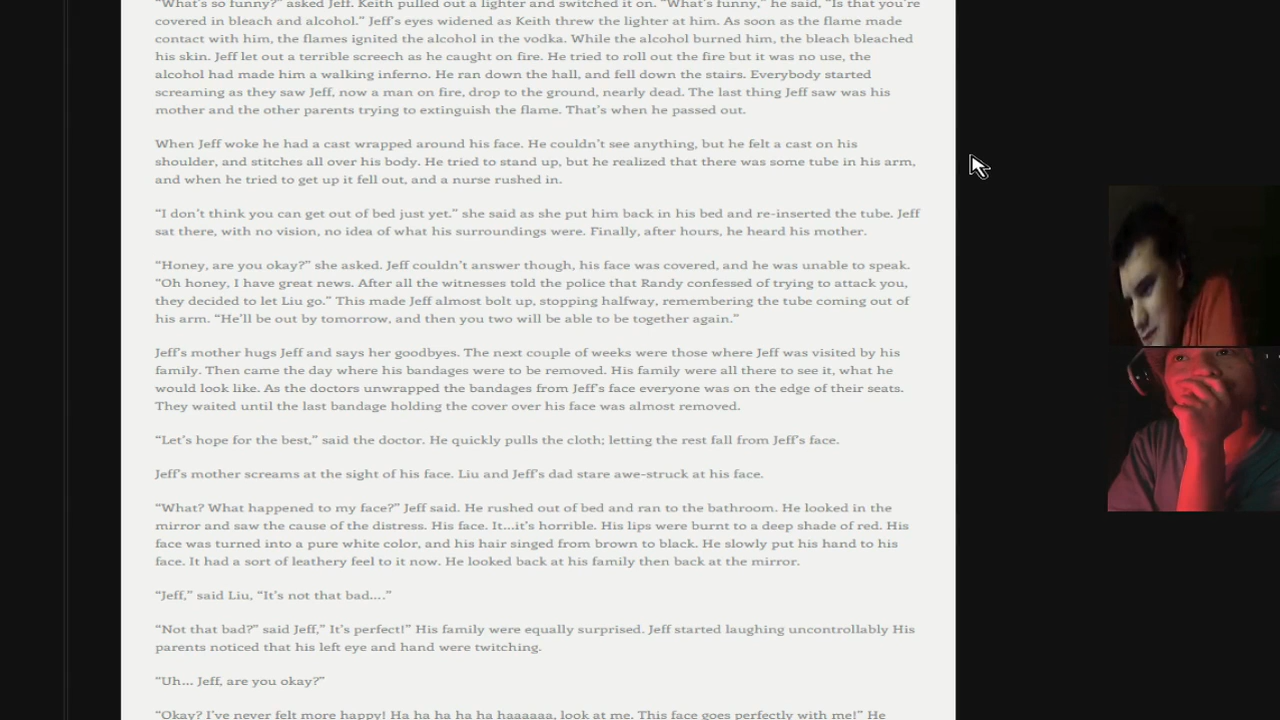 “What’s so funny?” asked Jeff. Keith pulled out a lighter and switched it on. “What’s funny,” he said, “Is that you’re
covered in bleach and alcohol.” Jeff’s eyes widened as Keith threw the lighter at him. As soon as the flame made
contact with him, the flames ignited the alcohol in the vodka. While the alcohol burned him, the bleach bleached
his skin. Jeff let out a terrible screech as he caught on fire. He tried to roll out the fire but it was no use, the
alcohol had made him a walking inferno. He ran down the hall, and fell down the stairs. Everybody started
screaming as they saw Jeff, now a man on fire, drop to the ground, nearly dead. The last thing Jeff saw was his
mother and the other parents trying to extinguish the flame. That’s when he passed out.
When Jeff woke he had a cast wrapped around his face. He couldn’t see anything, but he felt a cast on his
shoulder, and stitches all over his body. He tried to stand up, but he realized that there was some tube in his arm,
and when he tried to get up it fell out, and a nurse rushed in.
“I don’t think you can get out of bed just yet.” she said as she put him back in his bed and re-inserted the tube. Jeff
sat there, with no vision, no idea of what his surroundings were. Finally, after hours, he heard his mother.
“Honey, are you okay?” she asked. Jeff couldn’t answer though, his face was covered, and he was unable to speak.
“Oh honey, I have great news. After all the witnesses told the police that Randy confessed of trying to attack you,
they decided to let Liu go.” This made Jeff almost bolt up, stopping halfway, remembering the tube coming out of
his arm. “He’ll be out by tomorrow, and then you two will be able to be together again.”
Jeff’s mother hugs Jeff and says her goodbyes. The next couple of weeks were those where Jeff was visited by his
family. Then came the day where his bandages were to be removed. His family were all there to see it, what he
would look like. As the doctors unwrapped the bandages from Jeff’s face everyone was on the edge of their seats.
They waited until the last bandage holding the cover over his face was almost removed.
“Let’s hope for the best,” said the doctor. He quickly pulls the cloth; letting the rest fall from Jeff’s face.
Jeff’s mother screams at the sight of his face. Liu and Jeff’s dad stare awe-struck at his face.
“What? What happened to my face?” Jeff said. He rushed out of bed and ran to the bathroom. He looked in the
mirror and saw the cause of the distress. His face. It…it’s horrible. His lips were burnt to a deep shade of red. His
face was turned into a pure white color, and his hair singed from brown to black. He slowly put his hand to his
face. It had a sort of leathery feel to it now. He looked back at his family then back at the mirror.
“Jeff,” said Liu, “It’s not that bad….”
“Not that bad?” said Jeff,” It’s perfect!” His family were equally surprised. Jeff started laughing uncontrollably His
parents noticed that his left eye and hand were twitching.
“Uh… Jeff, are you okay?”
“Okay? I’ve never felt more happy! Ha ha ha ha ha haaaaaa, look at me. This face goes perfectly with me!” He